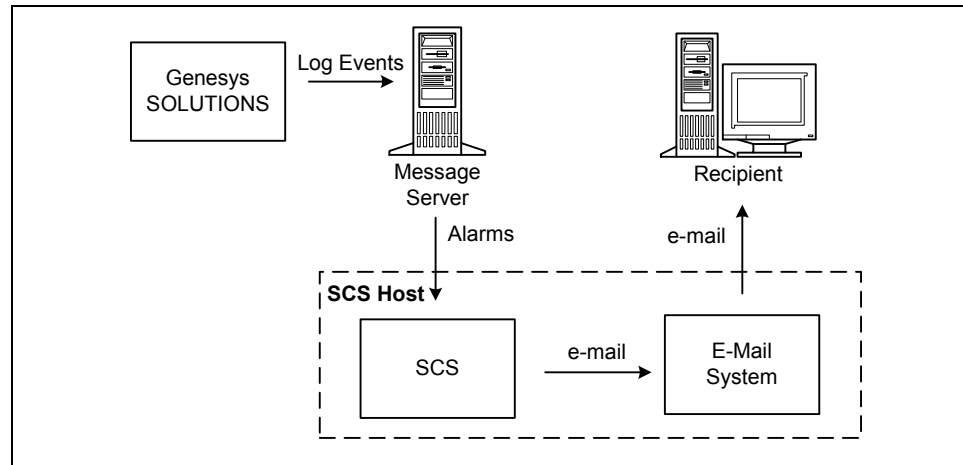 Genesys
SOLUTIONS
Log Events
Message
Server
Recipient
Alarms
e-mail
SCS Host
SCS
e-mail
E-Mail
System